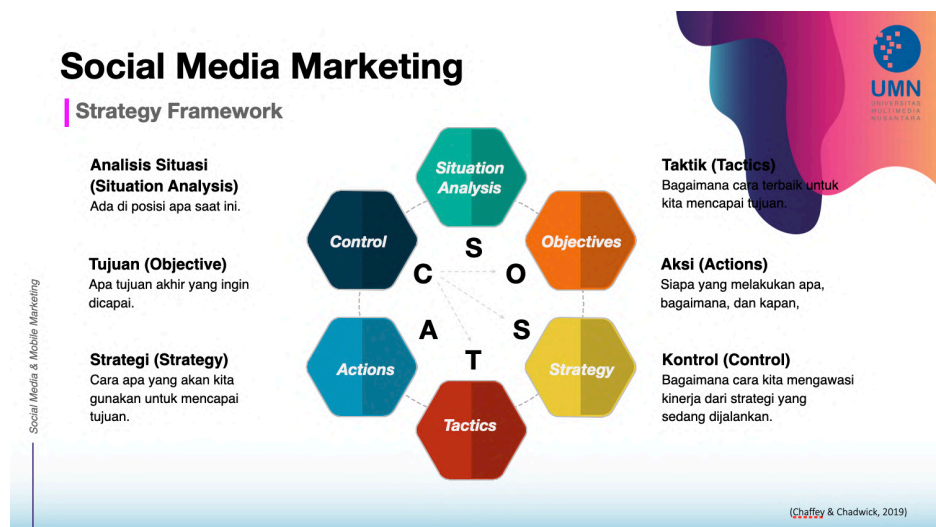 Social Media Marketing
Strategy Framework
UMN
UNIVERSITAS
MULTIMEDIA
NUSANTARA
Analisis Situasi
(Situation Analysis)
Ada di posisi apa saat ini.
Tujuan (Objective)
Apa tujuan akhir yang ingin
dicapai.
Strategi (Strategy)
Cara apa yang akan kita
gunakan untuk mencapai
tujuan.
Situation
Analysis
Control
Objectives
S
C
O
A
S
T
Actions
Strategy
Tactics
Taktik (Tactics)
Bagaimana cara terbaik untuk
kita mencapai tujuan.
Aksi (Actions)
Siapa yang melakukan apa,
bagaimana, dan kapan,
Kontrol (Control)
Bagaimana cara kita mengawasi
kinerja dari strategi yang
sedang dijalankan.
Social Media & Mobile Marketing
(Chaffey & Chadwick, 2019)